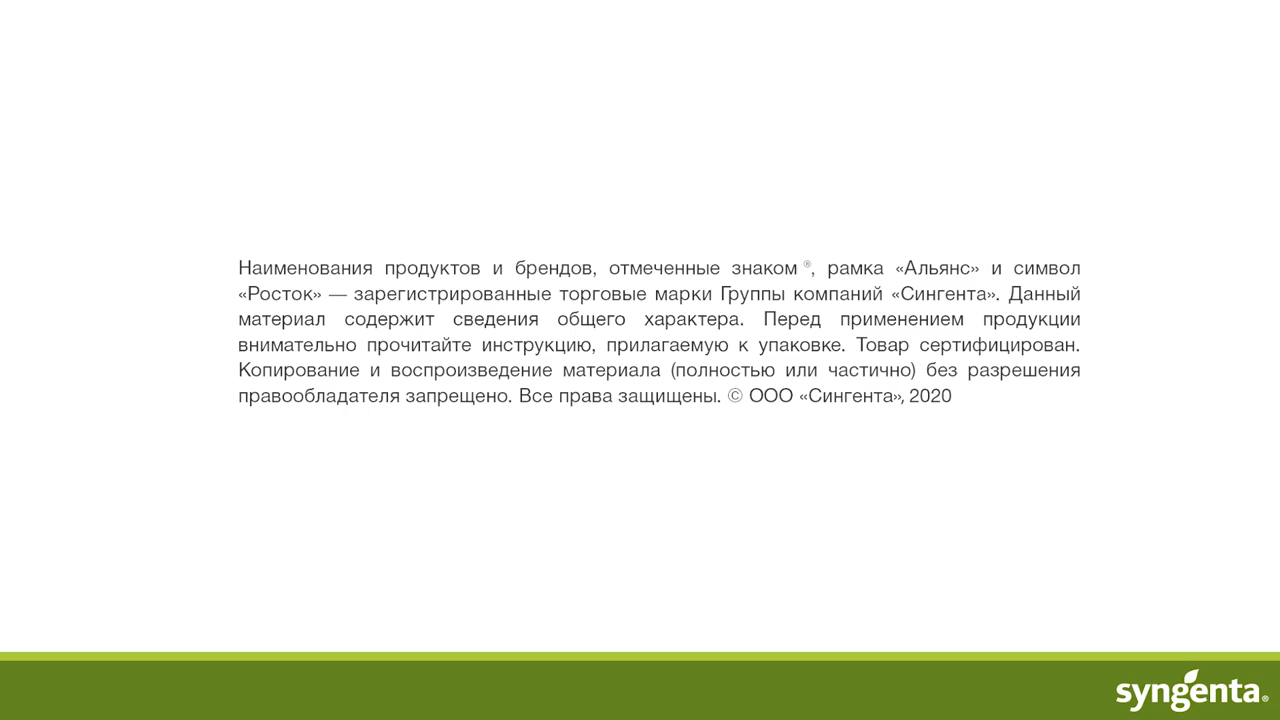 Наименования продуктов и брендов, отмеченные знаком ®, рамка «Альянс» и символ
«Росток» — зарегистрированные торговые марки Группы компаний «Сингента». Данный
материал содержит сведения общего характера. Перед применением продукции
внимательно прочитайте инструкцию, прилагаемую к упаковке. Товар сертифицирован.
Копирование и воспроизведение материала (полностью или частично) без разрешения
правообладателя запрещено. Все права защищены. © ООО «Сингента», 2020
syngenta®